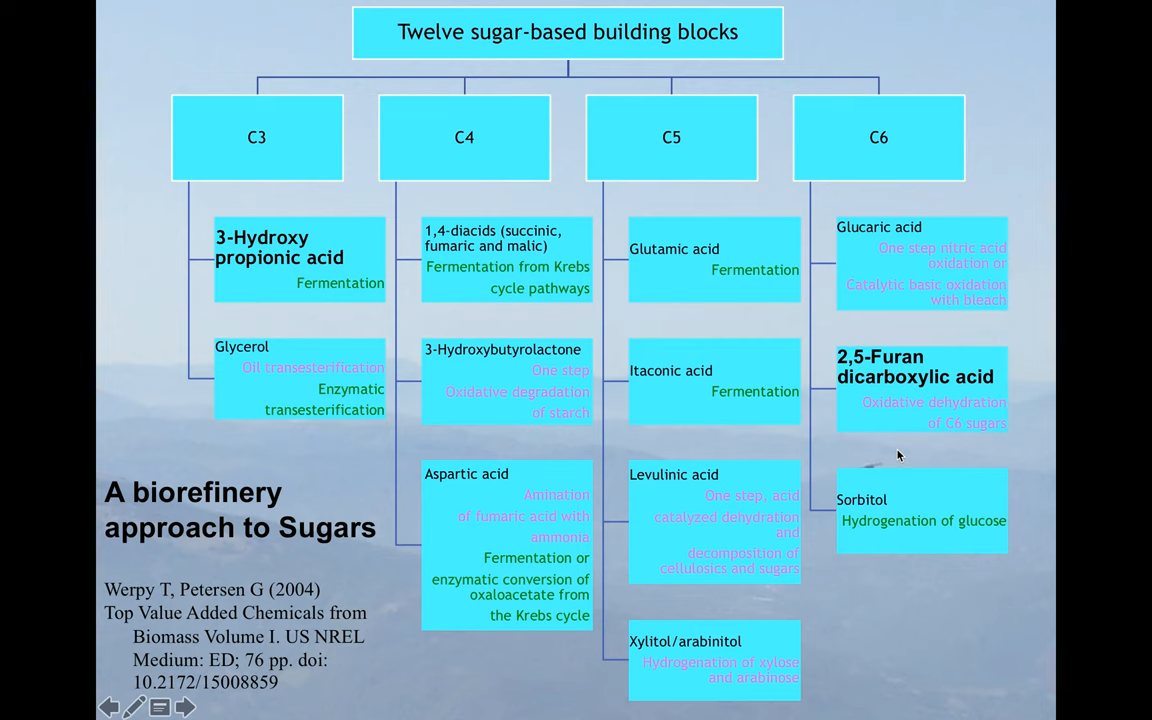 Twelve sugar-based building blocks
C3
C4
C5
C6
3-Hydroxy
propionic acid
Fermentation
Glycerol
Oil transesterification
Enzymatic
transesterification
1,4-diacids (succinic,
fumaric and malic)
Fermentation from Krebs
cycle pathways
3-Hydroxybutyrolactone
One step
Oxidative degradation
of starch
Aspartic acid
Amination
of fumaric acid with
ammonia
Fermentation or
enzymatic conversion of
oxaloacetate from
the Krebs cycle
Glutamic acid
Fermentation
Itaconic acid
Fermentation
Levulinic acid
One step, acid
catalyzed dehydration
and
decomposition of
cellulosics and sugars
Xylitol/arabinitol
Hydrogenation of xylose
and arabinose
Glucaric acid
One step nitric acid
oxidation or
Catalytic basic oxidation
with bleach
2,5-Furan
dicarboxylic acid
Oxidative dehydration
of C6 sugars
Sorbitol
Hydrogenation of glucose
A biorefinery
approach to Sugars
Werpy T, Petersen G (2004)
Top Value Added Chemicals from
Biomass Volume I. US NREL
Medium: ED; 76 pp. doi:
10.2172/15008859